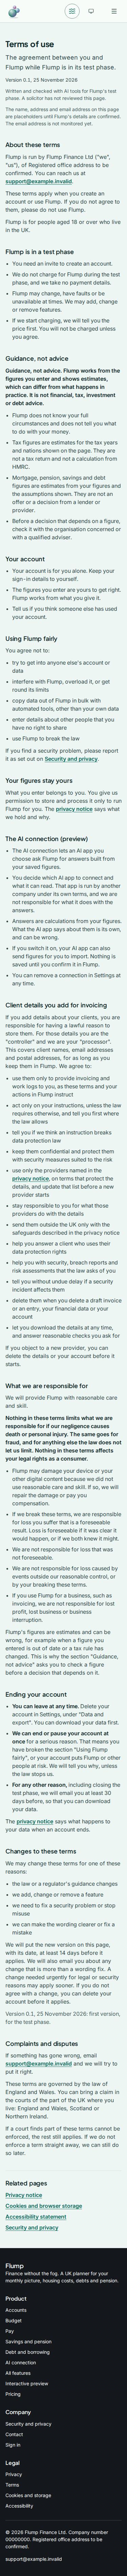 Terms of use
The agreement between you and
Flump while Flump is in its test phase.
Version 0.1, 25 November 2026
Written and checked with AI tools for Flump's test
phase. A solicitor has not reviewed this page.
The name, address and email address on this page
are placeholders until Flump's details are confirmed.
The email address is not monitored yet.
About these terms
Flump is run by Flump Finance Ltd ("we",
"us"), of Registered office address to be
confirmed. You can reach us at
support@example.invalid.
These terms apply when you create an
account or use Flump. If you do not agree to
them, please do not use Flump.
Flump is for people aged 18 or over who live
in the UK.
Flump is in a test phase
• You need an invite to create an account.
• We do not charge for Flump during the test
phase, and we take no payment details.
• Flump may change, have faults or be
unavailable at times. We may add, change
or remove features.
• If we start charging, we will tell you the
price first. You will not be charged unless
you agree.
Guidance, not advice
Guidance, not advice. Flump works from the
figures you enter and shows estimates,
which can differ from what happens in
practice. It is not financial, tax, investment
or debt advice.
• Flump does not know your full
circumstances and does not tell you what
to do with your money.
• Tax figures are estimates for the tax years
and nations shown on the page. They are
not a tax return and not a calculation from
HMRC.
• Mortgage, pension, savings and debt
figures are estimates from your figures and
the assumptions shown. They are not an
offer or a decision from a lender or
provider.
• Before a decision that depends on a figure,
check it with the organisation concerned or
with a qualified adviser.
Your account
• Your account is for you alone. Keep your
sign-in details to yourself.
• The figures you enter are yours to get right.
Flump works from what you give it.
• Tell us if you think someone else has used
your account.
Using Flump fairly
You agree not to:
• try to get into anyone else's account or
data
• interfere with Flump, overload it, or get
round its limits
• copy data out of Flump in bulk with
automated tools, other than your own data
• enter details about other people that you
have no right to share
• use Flump to break the law
If you find a security problem, please report
it as set out on Security and privacy.
Your figures stay yours
What you enter belongs to you. You give us
permission to store and process it only to run
Flump for you. The privacy notice says what
we hold and why.
The AI connection (preview)
• The AI connection lets an AI app you
choose ask Flump for answers built from
your saved figures.
• You decide which AI app to connect and
what it can read. That app is run by another
company under its own terms, and we are
not responsible for what it does with the
answers.
• Answers are calculations from your figures.
What the AI app says about them is its own,
and can be wrong.
• If you switch it on, your AI app can also
send figures for you to import. Nothing is
saved until you confirm it in Flump.
• You can remove a connection in Settings at
any time.
Client details you add for invoicing
If you add details about your clients, you are
responsible for having a lawful reason to
store them. For those details you are the
"controller" and we are your "processor".
This covers client names, email addresses
and postal addresses, for as long as you
keep them in Flump. We agree to:
• use them only to provide invoicing and
work logs to you, as these terms and your
actions in Flump instruct
• act only on your instructions, unless the law
requires otherwise, and tell you first when
the law allows
• tell you if we think an instruction breaks
data protection law
• keep them confidential and protect them
with security measures suited to the risk
• use only the providers named in the
privacy notice, on terms that protect the
details, and update that list before a new
provider starts
• stay responsible to you for what those
providers do with the details
• send them outside the UK only with the
safeguards described in the privacy notice
• help you answer a client who uses their
data protection rights
• help you with security, breach reports and
risk assessments that the law asks of you
• tell you without undue delay if a security
incident affects them
• delete them when you delete a draft invoice
or an entry, your financial data or your
account
• let you download the details at any time,
and answer reasonable checks you make
If you object to a new provider, you can
delete the details or your account before it
starts.
What we are responsible for
We will provide Flump with reasonable care
and skill.
Nothing in these terms limits what we are
responsible for if our negligence causes
death or personal injury. The same goes for
fraud, and for anything else the law does not
let us limit. Nothing in these terms affects
your legal rights as a consumer.
• If Flump may damage your device or your
other digital content because we did not
use reasonable care and skill. If so, we will
repair the damage or pay you
compensation.
• If we break these terms, we are responsible
for loss you suffer that is a foreseeable
result. Loss is foreseeable if it was clear it
would happen, or if we both knew it might.
• We are not responsible for loss that was
not foreseeable.
• We are not responsible for loss caused by
events outside our reasonable control, or
by your breaking these terms.
• If you use Flump for a business, such as
invoicing, we are not responsible for lost
profit, lost business or business
interruption.
Flump's figures are estimates and can be
wrong, for example when a figure you
entered is out of date or a tax rule has
changed. This is why the page "Guidance,
not advice" asks you to check a figure
before a decision that depends on it.
Ending your account
• You can leave at any time. Delete your
account in Settings, under "Data and
export". You can download your data first.
• We can end or pause your account at
once for a serious reason. That means you
have broken the section "Using Flump
fairly", or your account puts Flump or other
people at risk. We will tell you why, unless
the law stops us.
• For any other reason, including closing the
test phase, we will email you at least 30
days before, so that you can download
your data.
The privacy notice says what happens to
your data when an account ends.
Changes to these terms
We may change these terms for one of these
reasons:
• the law or a regulator's guidance changes
• we add, change or remove a feature
• we need to fix a security problem or stop
misuse
• we can make the wording clearer or fix a
mistake
We will put the new version on this page,
with its date, at least 14 days before it
applies. We will also email you about any
change that is more than a wording fix. A
change needed urgently for legal or security
reasons may apply sooner. If you do not
agree with a change, you can delete your
account before it applies.
Version 0.1, 25 November 2026: first version,
for the test phase.
Complaints and disputes
If something has gone wrong, email
support@example.invalid and we will try to
put it right.
These terms are governed by the law of
England and Wales. You can bring a claim in
the courts of the part of the UK where you
live: England and Wales, Scotland or
Northern Ireland.
If a court finds part of these terms cannot be
enforced, the rest still applies. If we do not
enforce a term straight away, we can still do
so later.
Related pages
Privacy notice
Cookies and browser storage
Accessibility statement
Security and privacy
Flump
Finance without the fog. A UK planner for your
monthly picture, housing costs, debts and pension.
Product
Accounts
Budget
Pay
Savings and pension
Debt and borrowing
AI connection
All features
Interactive preview
Pricing
Company
Security and privacy
Contact
Sign in
Legal
Privacy
Terms
Cookies and storage
Accessibility
© 2026 Flump Finance Ltd. Company number
00000000. Registered office address to be
confirmed.
support@example.invalid